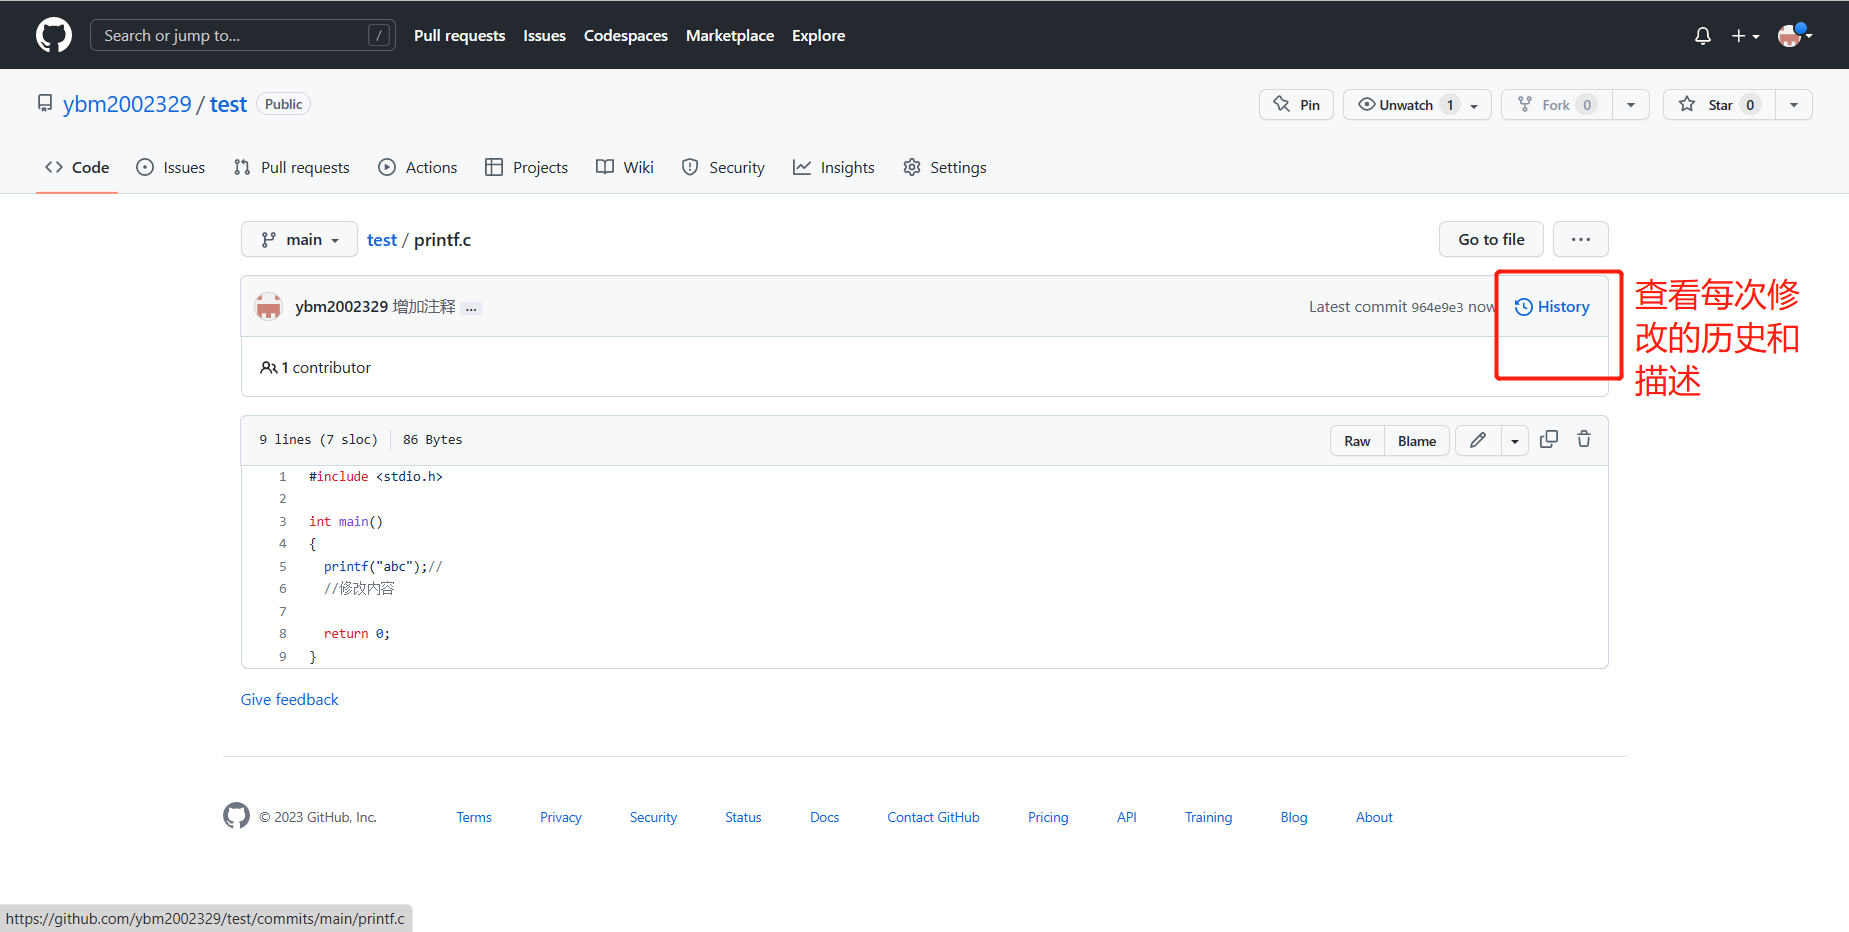 Search or jump to... /
Pull requests Issues Codespaces Marketplace Explore
ybm2002329 / test Public
Pin Unwatch 1 Fork 0 Star 0
Code Issues Pull requests Actions Projects Wiki Security Insights Settings
main test / printf.c
Go to file ...
ybm2002329 增加注释 ...
Latest commit 964e9e3 now History
查看每次修
改的历史和
描述
1 contributor
9 lines (7 sloc) 86 Bytes
Raw Blame
1 #include <stdio.h>
2
3 int main()
4 {
5 printf("abc");//
6 //修改内容
7
8 return 0;
9 }
Give feedback
© 2023 GitHub, Inc. Terms Privacy Security Status Docs Contact GitHub Pricing API Training Blog About
https://github.com/ybm2002329/test/commits/main/printf.c